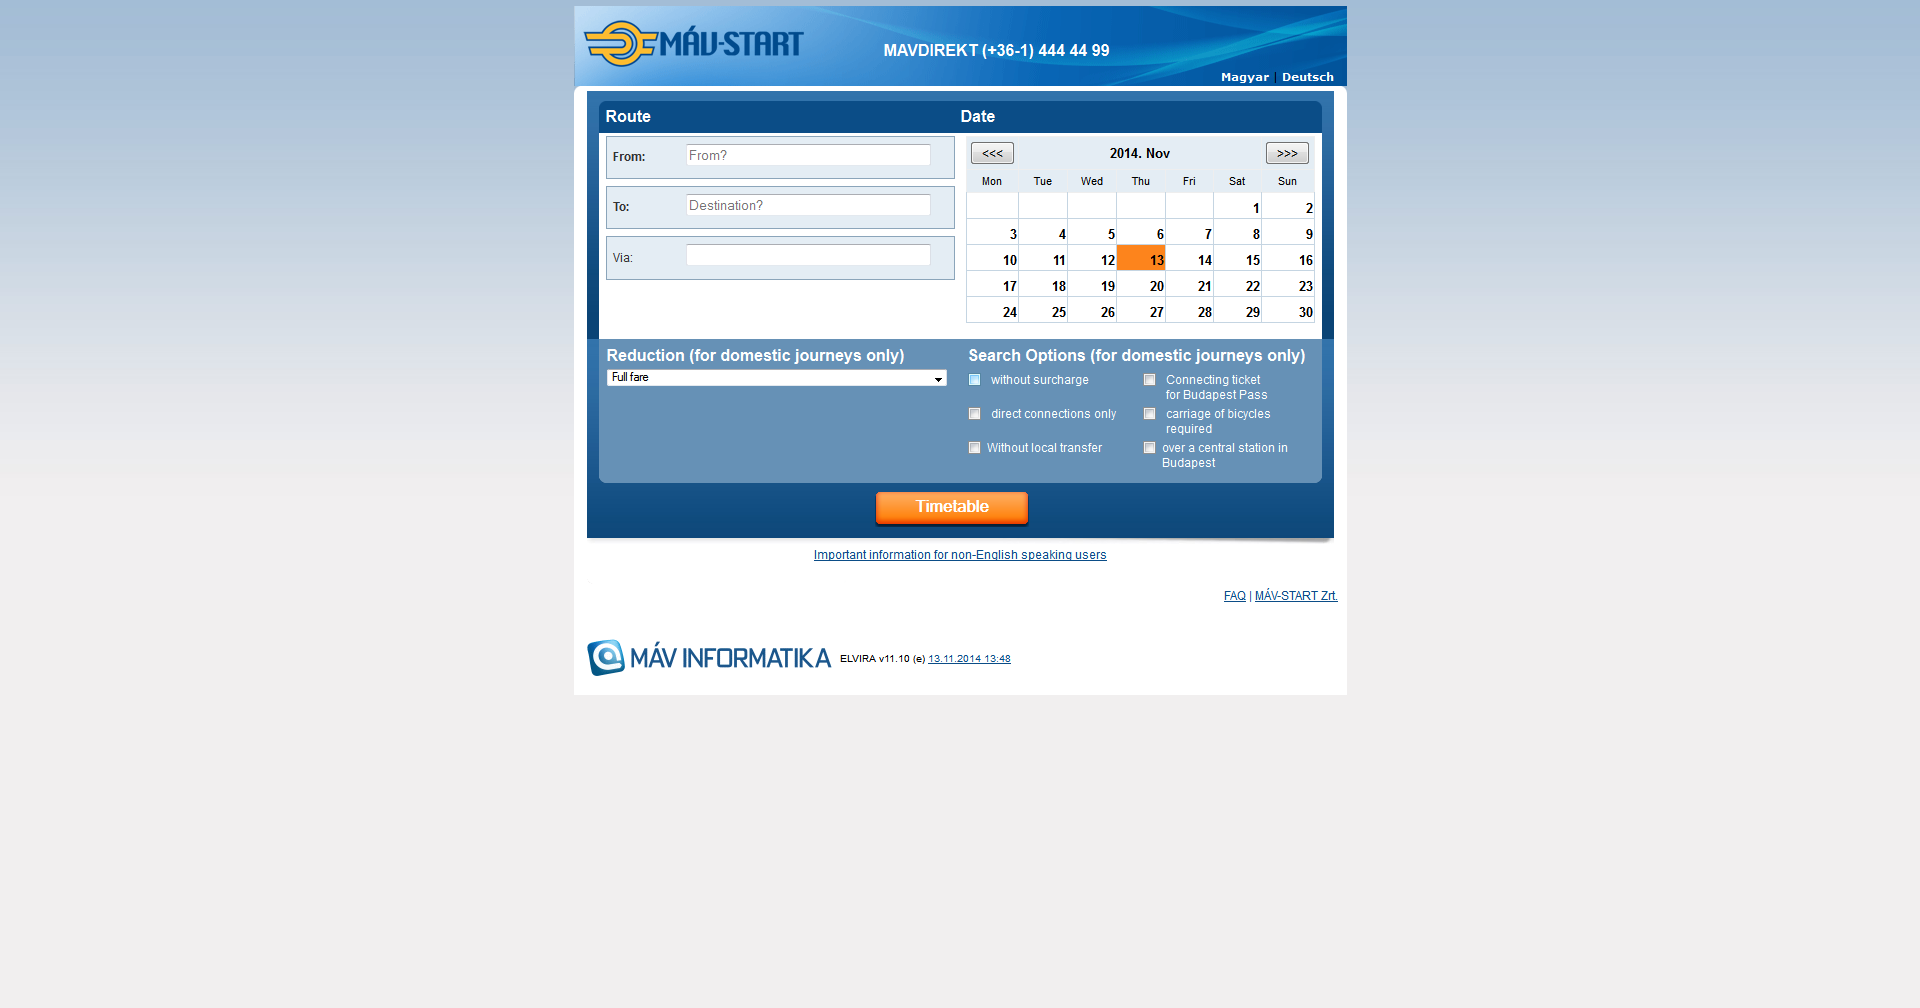 MÁV-START
MAVDIREKT (+36-1) 444 44 99
Magyar | Deutsch
Route
Date
From:
From?
To:
Destination?
Via:
<<<
2014. Nov
>>>
Mon Tue Wed Thu Fri Sat Sun
1 2
3 4 5 6 7 8 9
10 11 12 13 14 15 16
17 18 19 20 21 22 23
24 25 26 27 28 29 30
Reduction (for domestic journeys only)
Full fare
Search Options (for domestic journeys only)
without surcharge
Connecting ticket
for Budapest Pass
direct connections only
carriage of bicycles
required
Without local transfer
over a central station in
Budapest
Timetable
Important information for non-English speaking users
FAQ | MÁV-START Zrt.
MÁV INFORMATIKA
ELVIRA v11.10 (e) 13.11.2014 13:48